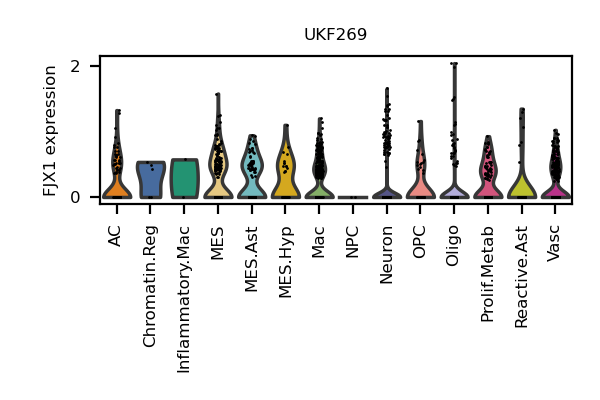 UKF269
FJX1 expression
2
0
AC
Chromatin.Reg
Inflammatory.Mac
MES
MES.Ast
MES.Hyp
Mac
NPC
Neuron
OPC
Oligo
Prolif.Metab
Reactive.Ast
Vasc